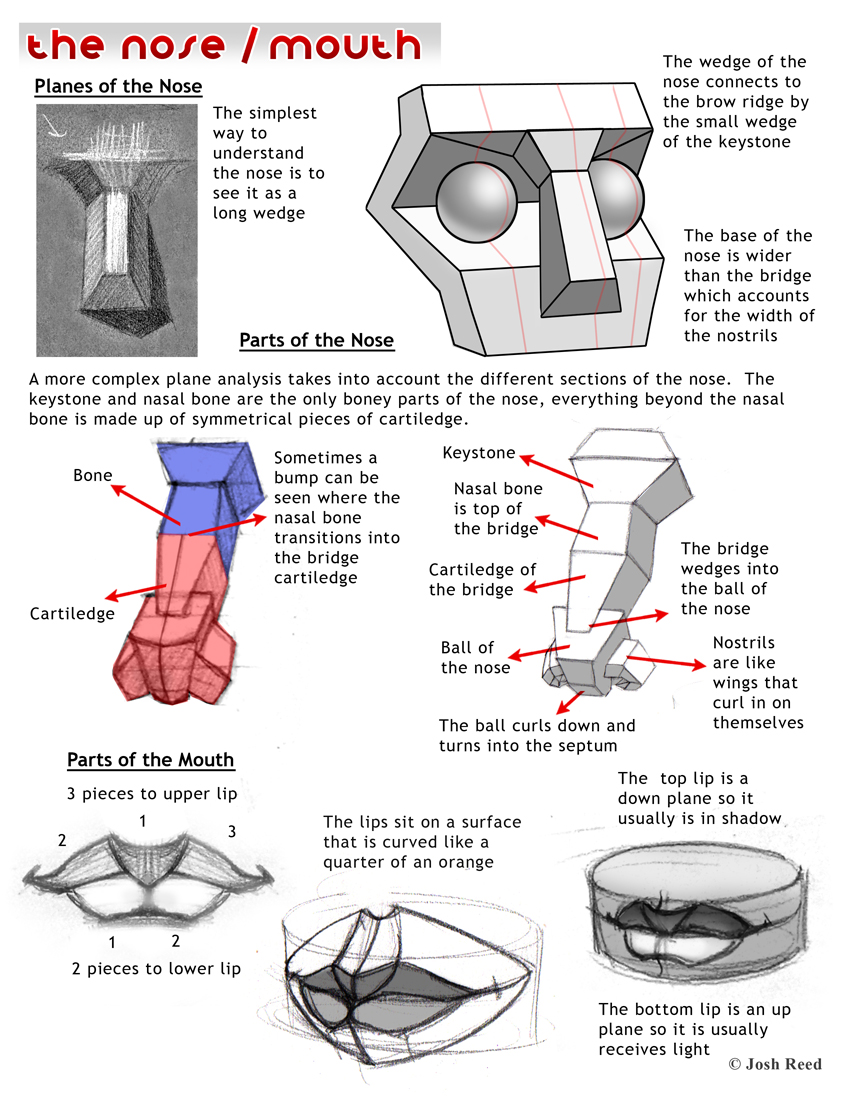 the nose / mouth
Planes of the Nose
The simplest
way to
understand
the nose is to
see it as a
long wedge
The wedge of the
nose connects to
the brow ridge by
the small wedge
of the keystone
The base of the
nose is wider
than the bridge
which accounts
for the width of
the nostrils
Parts of the Nose
A more complex plane analysis takes into account the different sections of the nose. The
keystone and nasal bone are the only boney parts of the nose, everything beyond the nasal
bone is made up of symmetrical pieces of cartiledge.
Bone
Sometimes a
bump can be
seen where the
nasal bone
transitions into
the bridge
cartiledge
Cartiledge
Keystone
Nasal bone
is top of
the bridge
Cartiledge of
the bridge
The bridge
wedges into
the ball of
the nose
Ball of
the nose
Nostrils
are like
wings that
curl in on
themselves
The ball curls down and
turns into the septum
Parts of the Mouth
3 pieces to upper lip
1
2
3
1
2
2 pieces to lower lip
The lips sit on a surface
that is curved like a
quarter of an orange
The top lip is a
down plane so it
usually is in shadow
The bottom lip is an up
plane so it is usually
receives light
© Josh Reed